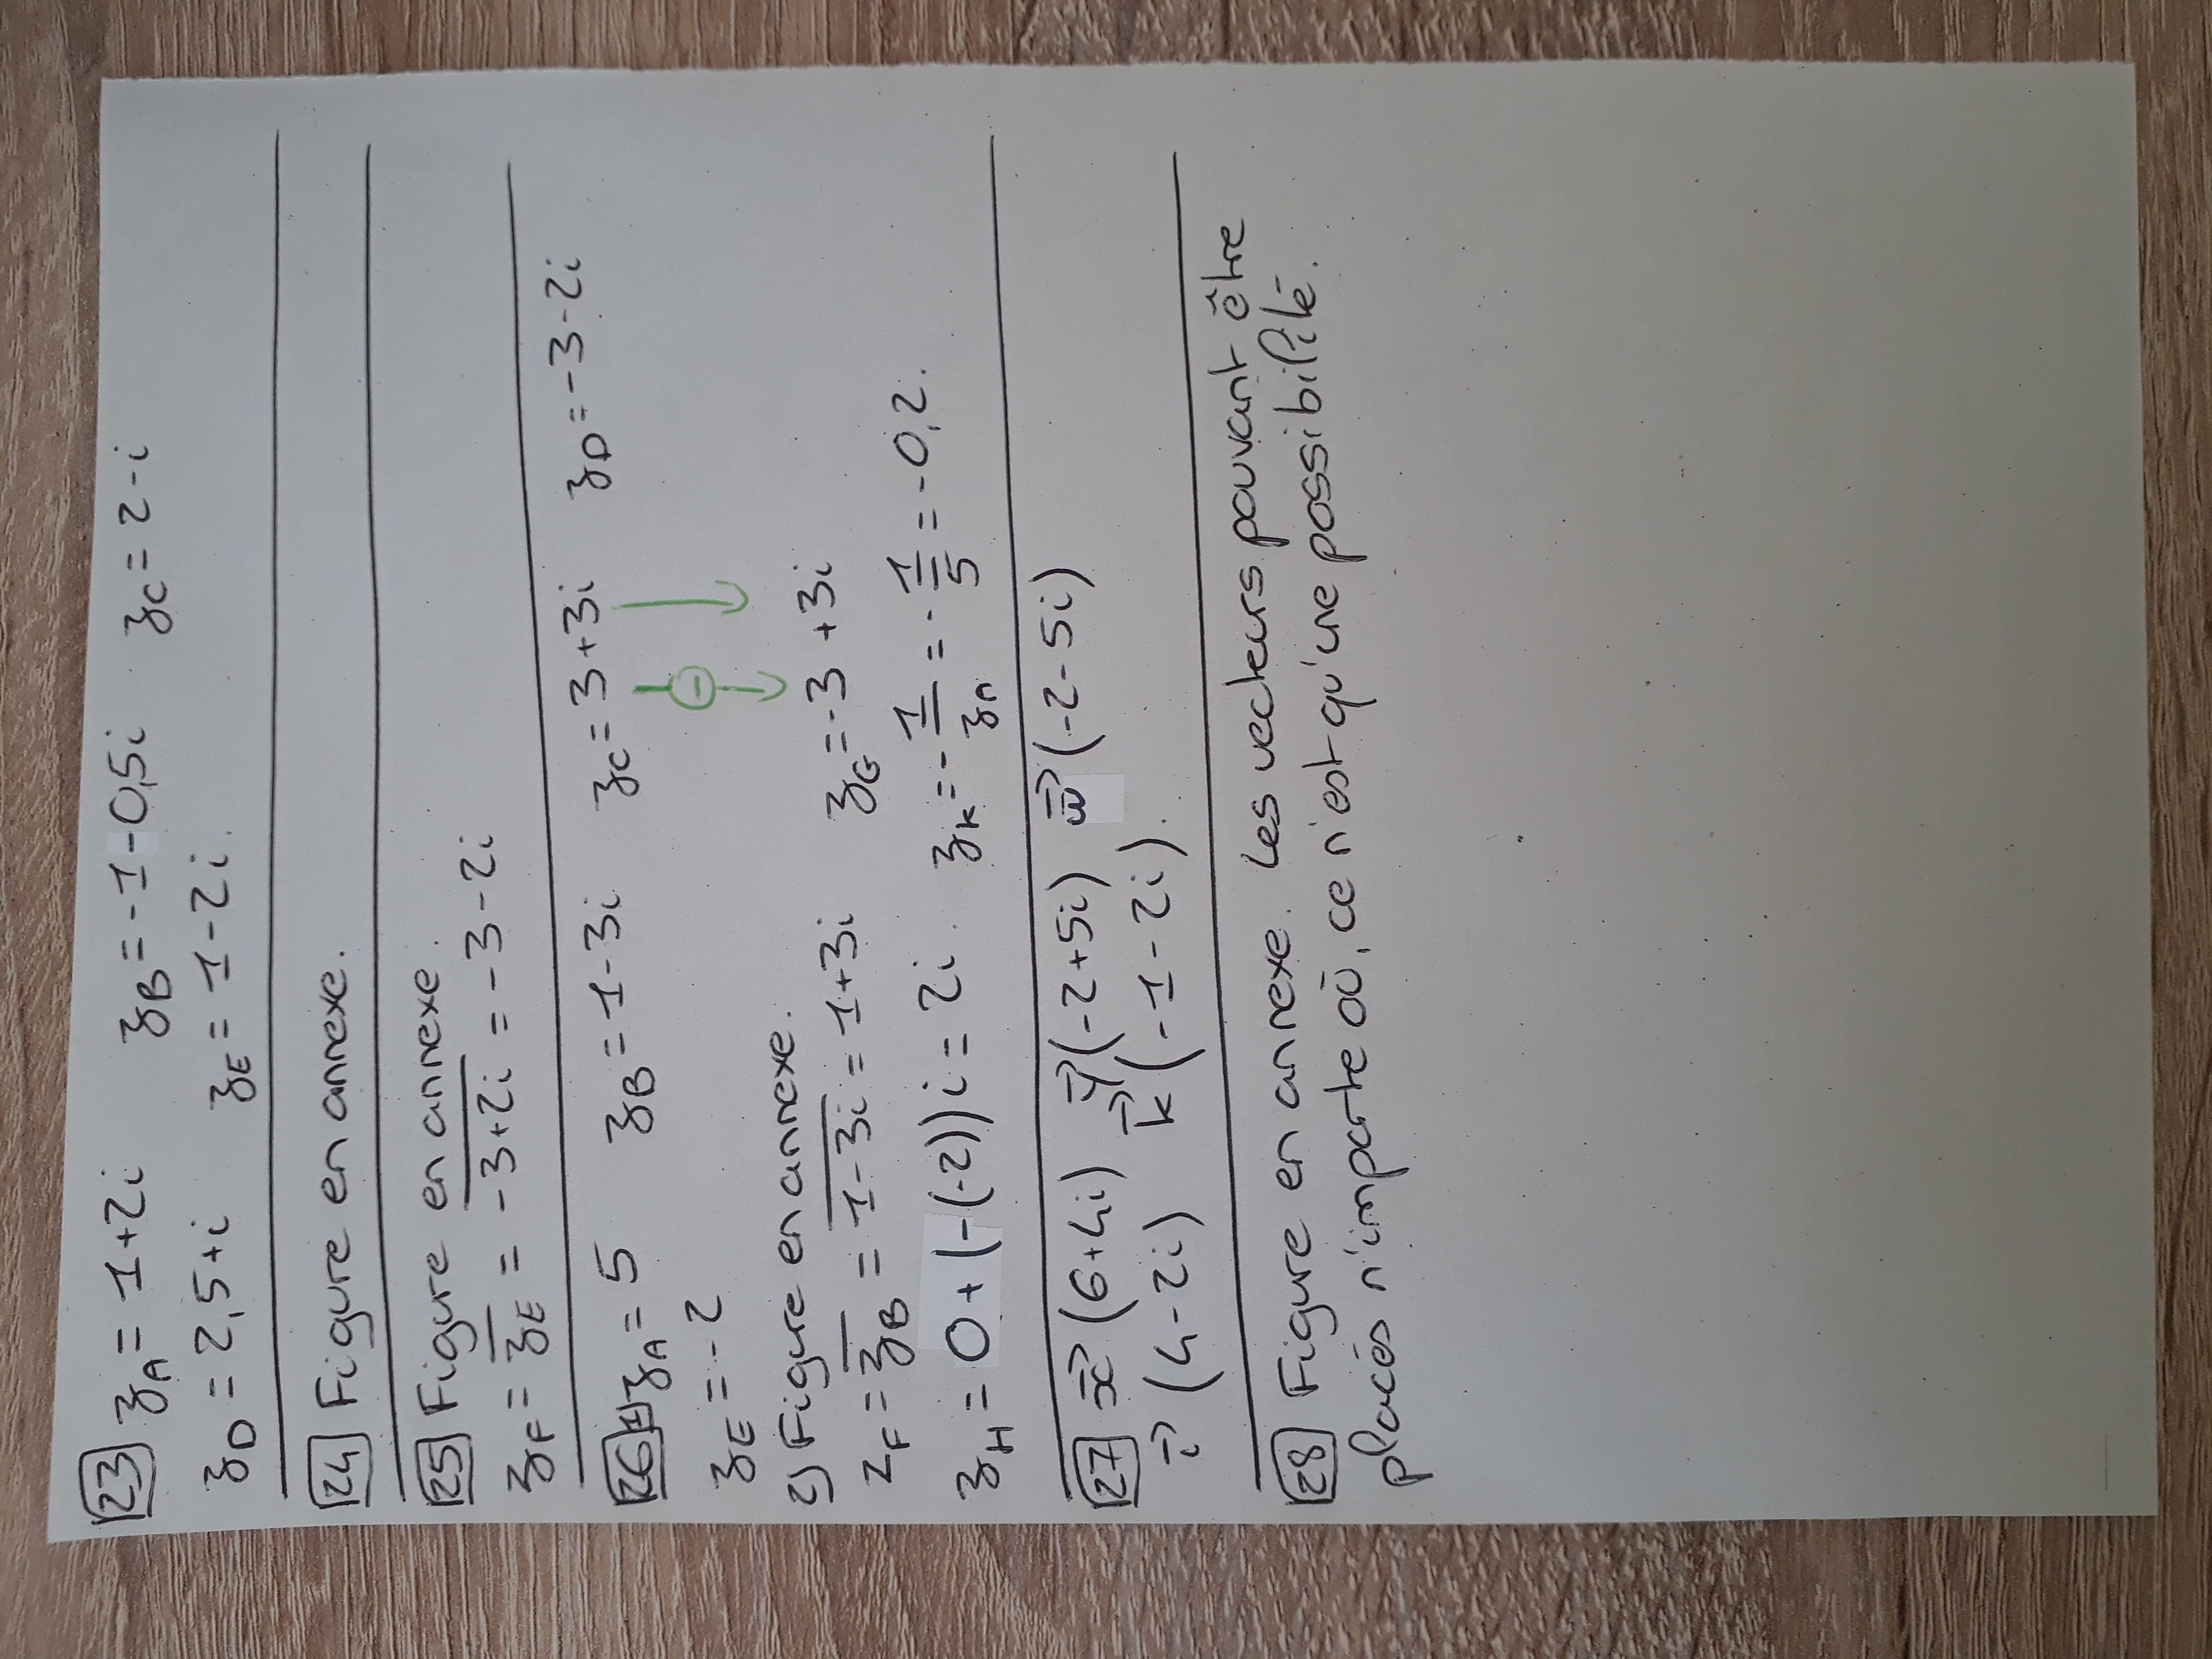 23 z_A = 1+2i z_B = -1-0,5i z_C = 2-i
z_D = 2,5+i z_E = 1-2i.
24 Figure en annexe.
25 Figure en annexe.
z_F = \overline{z_E} = \overline{-3+2i} = -3-2i
26 1) z_A = 5 z_B = 1-3i z_C = 3+3i z_D = -3-2i
z_E = -2
2) Figure en annexe.
z_F = \overline{z_B} = \overline{1-3i} = 1+3i z_G = -3+3i
z_H = 0+(-(-2))i = 2i. z_K = -\frac{1}{z_A} = -\frac{1}{5} = -0,2.
27 \vec{x}(6+4i) \vec{y}(-2+5i) \vec{w}(-2-5i)
\vec{i}(4-2i) \vec{k}(-1-2i).
28 Figure en annexe. Les vecteurs pouvant être
placés n'importe où, ce n'est qu'une possibilité.